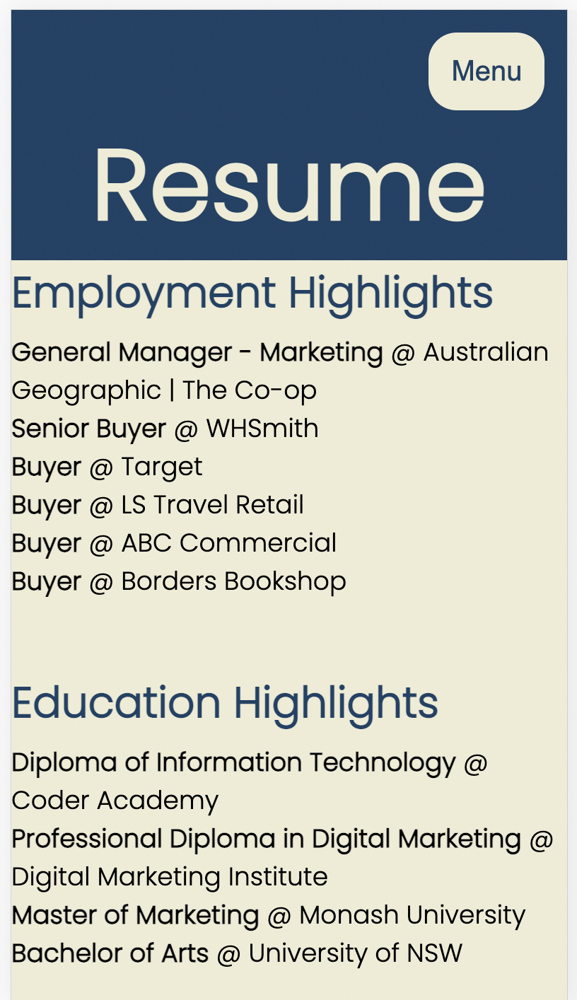 Menu
Resume
Employment Highlights
General Manager - Marketing @ Australian
Geographic | The Co-op
Senior Buyer @ WHSmith
Buyer @ Target
Buyer @ LS Travel Retail
Buyer @ ABC Commercial
Buyer @ Borders Bookshop
Education Highlights
Diploma of Information Technology @
Coder Academy
Professional Diploma in Digital Marketing @
Digital Marketing Institute
Master of Marketing @ Monash University
Bachelor of Arts @ University of NSW